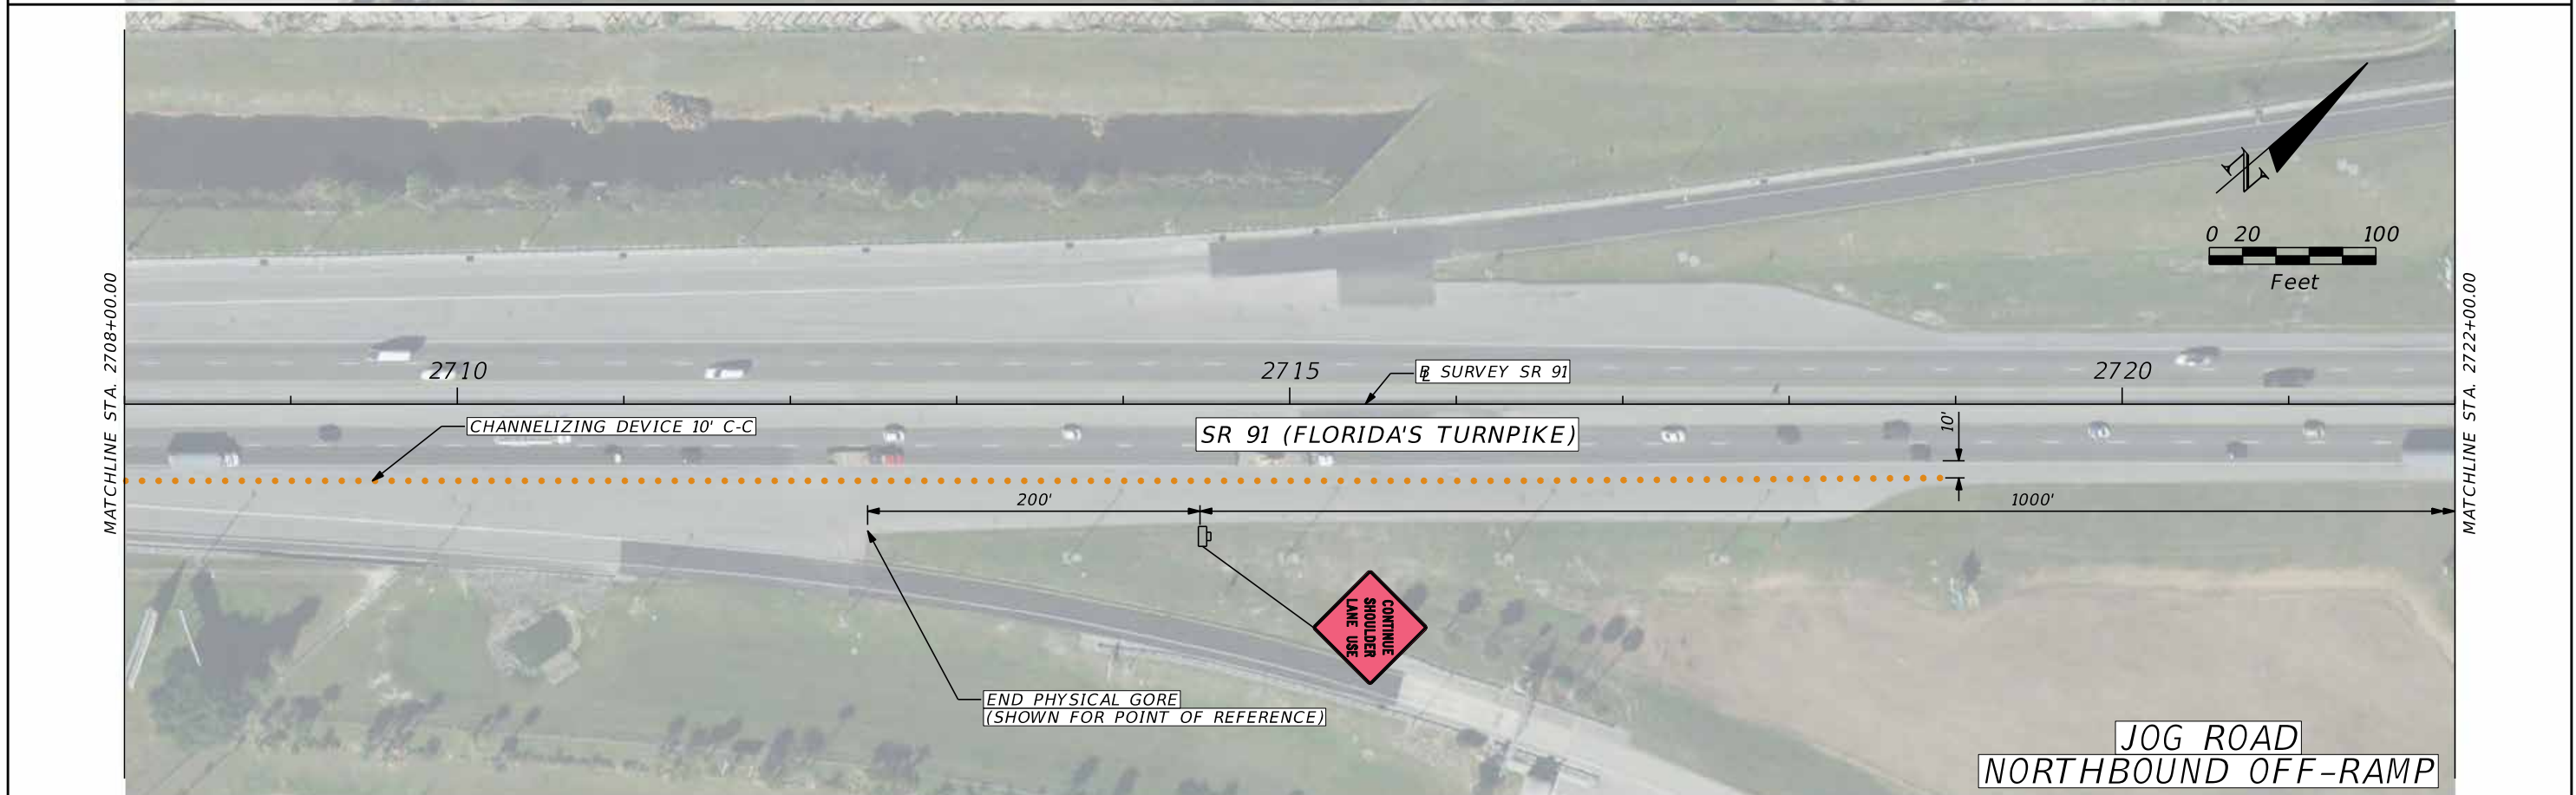 0 20 100
Feet
MATCHLINE STA. 2708+00.00
MATCHLINE STA. 2722+00.00
2710
2715
2720
BL SURVEY SR 91
CHANNELIZING DEVICE 10' C-C
SR 91 (FLORIDA'S TURNPIKE)
10'
200'
1000'
CONTINUE
SHOULDER
LANE USE
END PHYSICAL GORE
(SHOWN FOR POINT OF REFERENCE)
JOG ROAD
NORTHBOUND OFF-RAMP
N